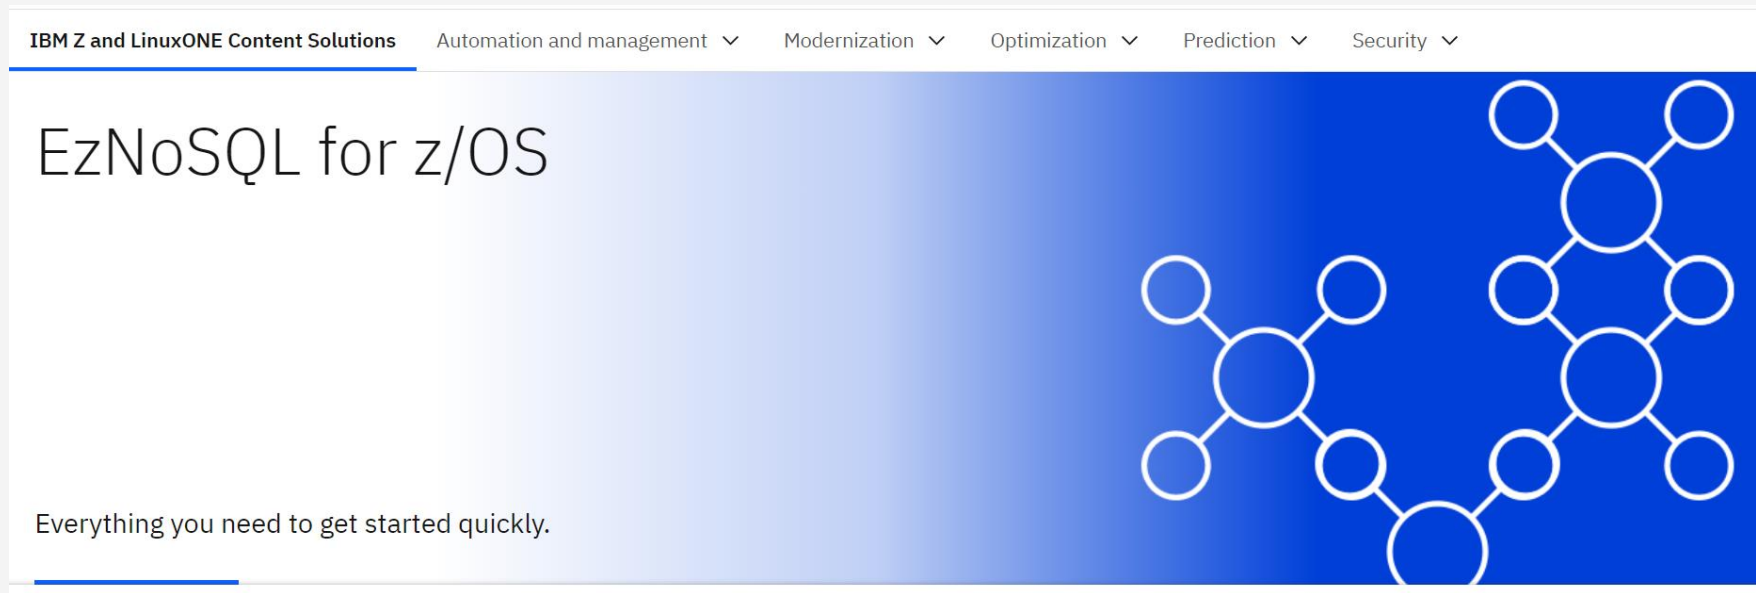 IBM Z and LinuxONE Content Solutions Automation and management Modernization Optimization Prediction Security
EzNoSQL for z/OS
Everything you need to get started quickly.